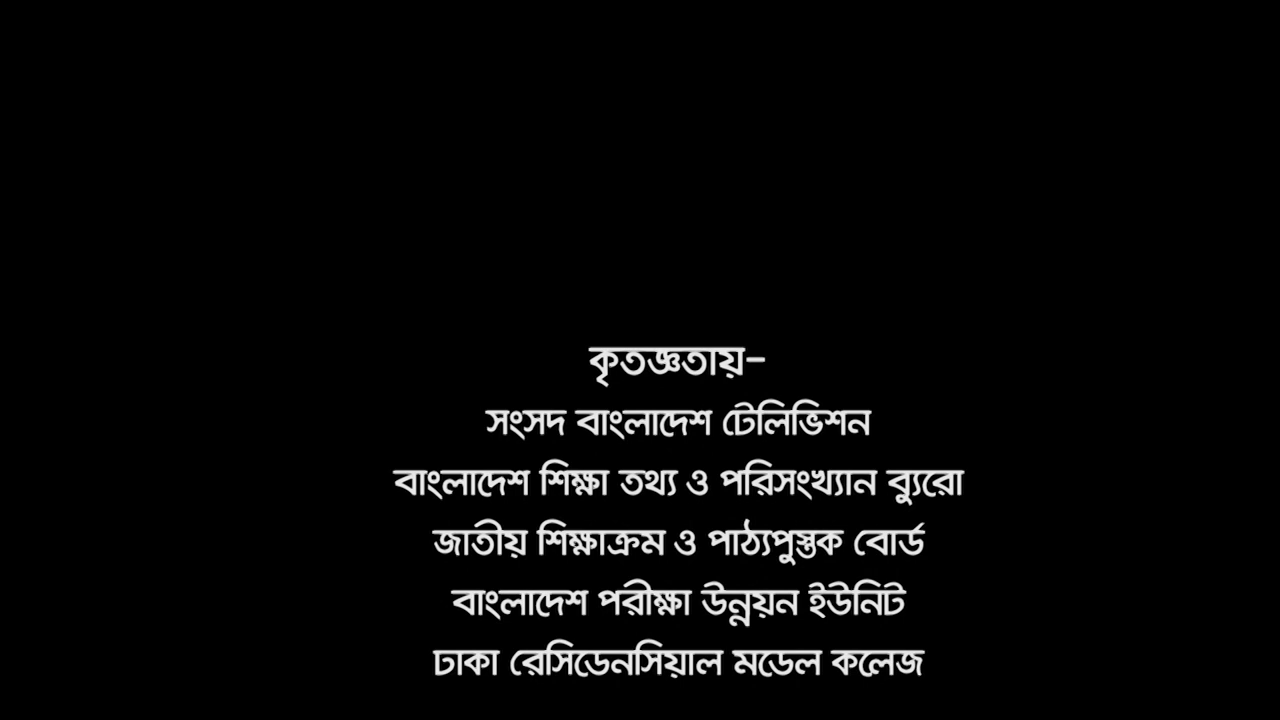 কৃতজ্ঞতায়-
সংসদ বাংলাদেশ টেলিভিশন
বাংলাদেশ শিক্ষা তথ্য ও পরিসংখ্যান ব্যুরো
জাতীয় শিক্ষাক্রম ও পাঠ্যপুস্তক বোর্ড
বাংলাদেশ পরীক্ষা উন্নয়ন ইউনিট
ঢাকা রেসিডেনসিয়াল মডেল কলেজ